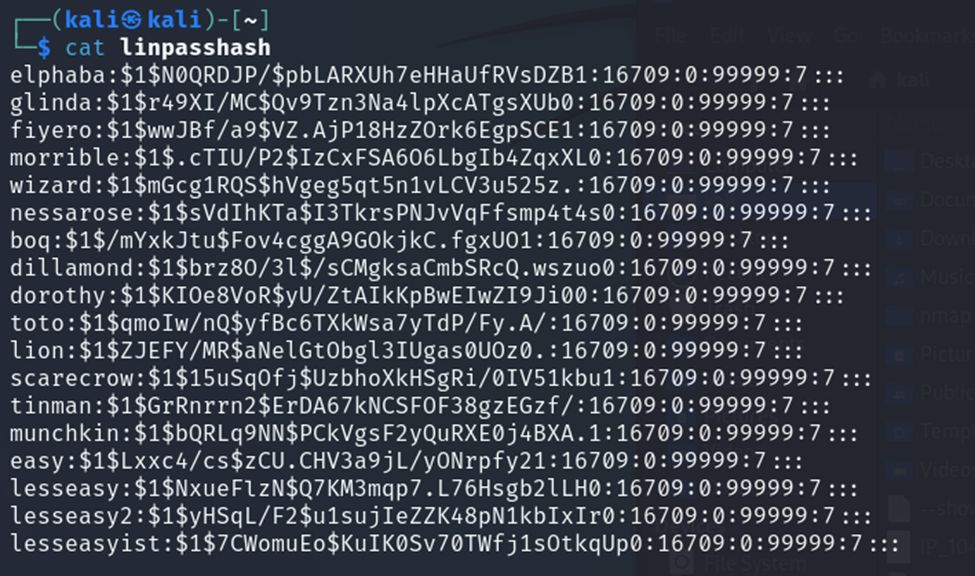 ┌──(kali㉿kali)-[~]
└─$ cat linpasshash
elphaba:$1$N0QRDJP/$pbLARXUh7eHHaUfRVsDZB1:16709:0:99999:7:::
glinda:$1$r49XI/MC$Qv9Tzn3Na4lpXcATgsXUb0:16709:0:99999:7:::
fiyero:$1$wwJBf/a9$VZ.AjP18HzZOrk6EgpSCE1:16709:0:99999:7:::
morrible:$1$.cTIU/P2$IzCxFSA6O6LbgIb4ZqxXL0:16709:0:99999:7:::
wizard:$1$mGcg1RQS$hVgeg5qt5n1vLCV3u525z.:16709:0:99999:7:::
nessarose:$1$sVdIhKTa$I3TkrsPNJvVqFfsmp4t4s0:16709:0:99999:7:::
boq:$1$/mYxkJtu$Fov4cggA9GOkjkC.fgxUO1:16709:0:99999:7:::
dillamond:$1$brz8O/3l$/sCMgksaCmbSRcQ.wszuo0:16709:0:99999:7:::
dorothy:$1$KIOe8VoR$yU/ZtAIkKpBwEIwZI9Ji00:16709:0:99999:7:::
toto:$1$qmoIw/nQ$yfBc6TXkWsa7yTdP/Fy.A/:16709:0:99999:7:::
lion:$1$ZJEFY/MR$aNelGtObgl3IUgas0UOz0.:16709:0:99999:7:::
scarecrow:$1$15uSqOfj$UzbhoXkHSgRi/0IV51kbu1:16709:0:99999:7:::
tinman:$1$GrRnrrn2$ErDA67kNCSFOF38gzEGzf/:16709:0:99999:7:::
munchkin:$1$bQRLq9NN$PCkVgsF2yQuRXE0j4BXA.1:16709:0:99999:7:::
easy:$1$Lxxc4/cs$zCU.CHV3a9jL/yONrpfy21:16709:0:99999:7:::
lesseasy:$1$NxueFlzN$Q7KM3mqp7.L76Hsgb2lLH0:16709:0:99999:7:::
lesseasy2:$1$yHSqL/F2$u1sujIeZZK48pN1kbIxIr0:16709:0:99999:7:::
lesseasyist:$1$7CWomuEo$KuIK0Sv70TWfj1sOtkqUp0:16709:0:99999:7:::
File Edit View Go Bookmark
kali
File System